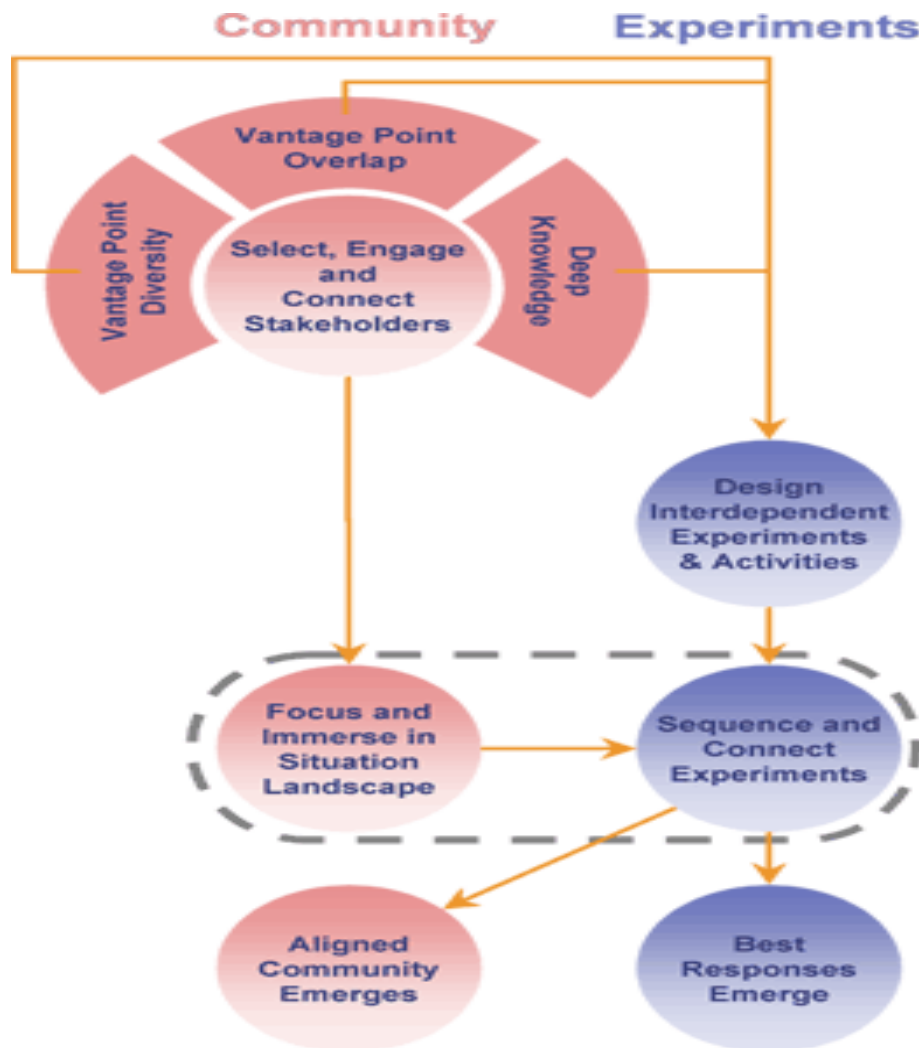 Community
Experiments
Vantage Point
Overlap
Vantage Point
Diversity
Select, Engage
and
Connect
Stakeholders
Deep
Knowledge
Design
Interdependent
Experiments
& Activities
Focus and
Immerse in
Situation
Landscape
Sequence and
Connect
Experiments
Aligned
Community
Emerges
Best
Responses
Emerge